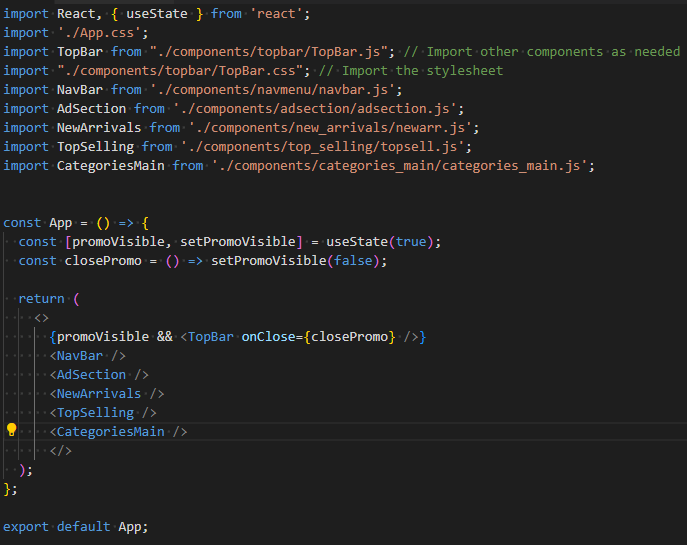 import React, { useState } from 'react';
import './App.css';
import TopBar from "./components/topbar/TopBar.js"; // Import other components as needed
import "./components/topbar/TopBar.css"; // Import the stylesheet
import NavBar from './components/navmenu/navbar.js';
import AdSection from './components/adsection/adsection.js';
import NewArrivals from './components/new_arrivals/newarr.js';
import TopSelling from './components/top_selling/topsell.js';
import CategoriesMain from './components/categories_main/categories_main.js';
const App = () => {
  const [promoVisible, setPromoVisible] = useState(true);
  const closePromo = () => setPromoVisible(false);
  return (
    <>
      {promoVisible && <TopBar onClose={closePromo} />}
      <NavBar />
      <AdSection />
      <NewArrivals />
      <TopSelling />
      <CategoriesMain />
      </>
  );
};
export default App;